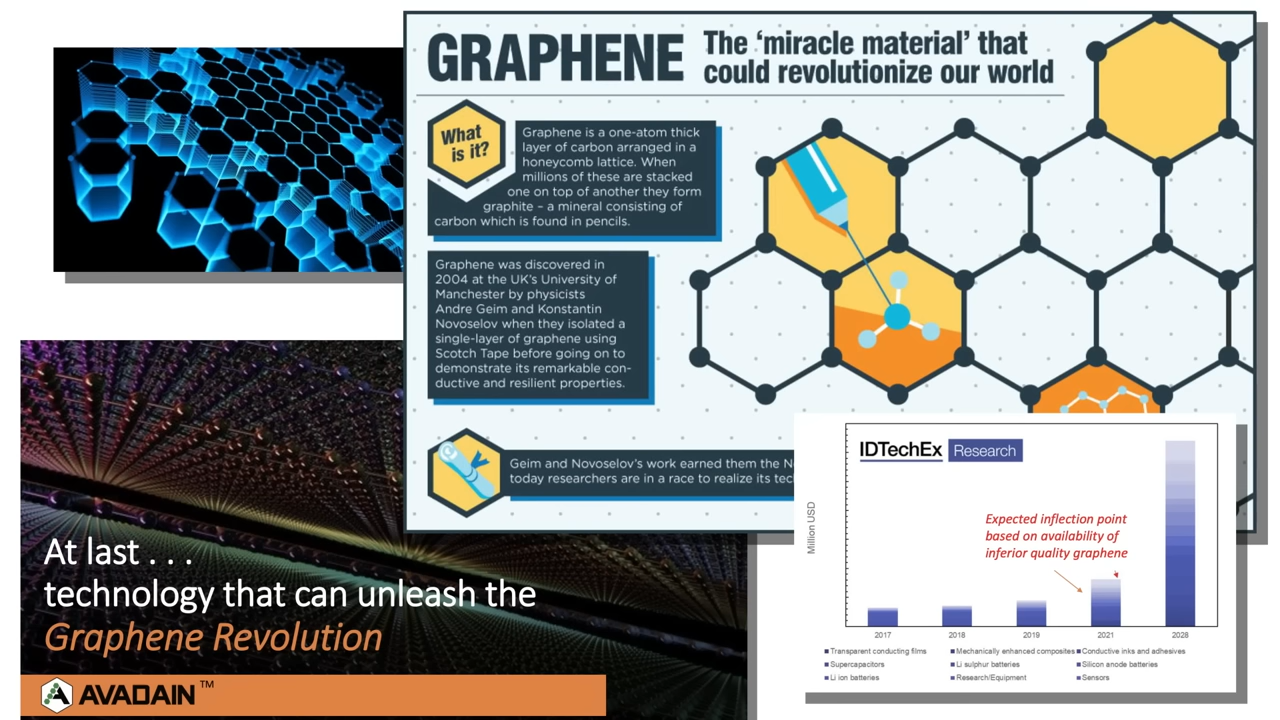 GRAPHENE
The ‘miracle material’ that
could revolutionize our world
What
is it?
Graphene is a one-atom thick
layer of carbon arranged in a
honeycomb lattice. When
millions of these are stacked
one on top of another they form
graphite – a mineral consisting of
carbon which is found in pencils.
Graphene was discovered in
2004 at the UK’s University of
Manchester by physicists
Andre Geim and Konstantin
Novoselov when they isolated a
single-layer of graphene using
Scotch Tape before going on to
demonstrate its remarkable con-
ductive and resilient properties.
Geim and Novoselov’s work earned them the N
today researchers are in a race to realize its tec
At last . . .
technology that can unleash the
Graphene Revolution
AVADAIN™
IDTechEx Research
Expected inflection point
based on availability of
inferior quality graphene
Million USD
2017 2018 2019 2021 2028
Transparent conducting films Mechanically enhanced composites Conductive inks and adhesives
Supercapacitors Li sulphur batteries Silicon anode batteries
Li ion batteries Research/Equipment Sensors